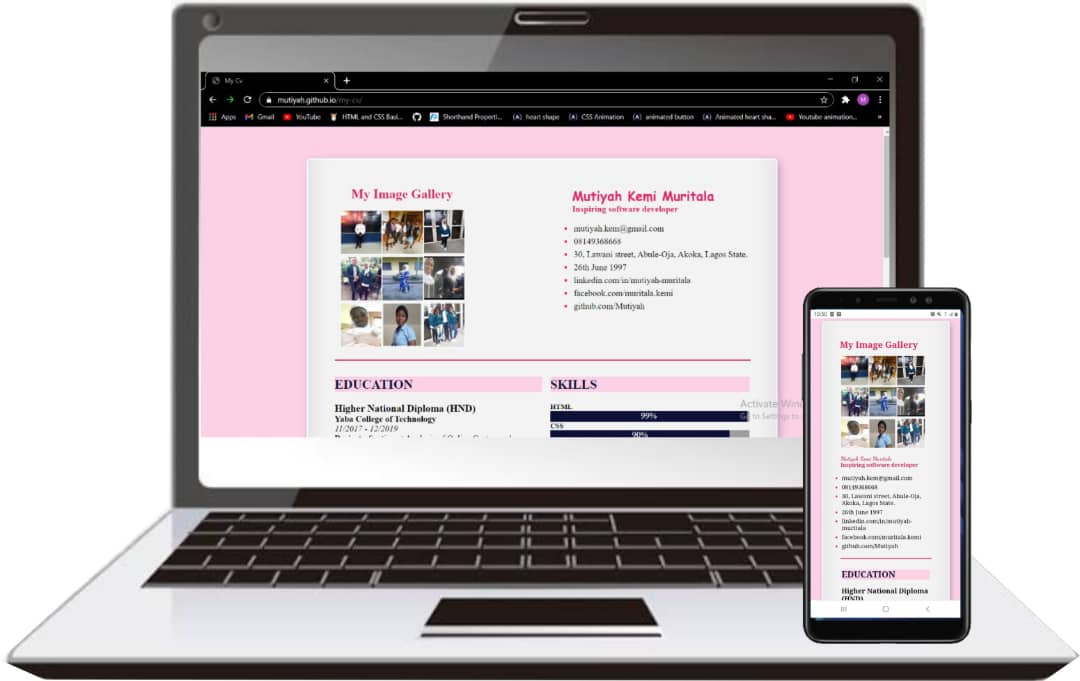 My Cv
mutiyah.github.io/my-cv/
Apps
Gmail
YouTube
HTML and CSS Basi...
Shorthand Properti...
heart shape
CSS Animation
animated button
Animated heart sha...
Youtube animation...
My Image Gallery
Mutiyah Kemi Muritala
Inspiring software developer
mutiyah.kem@gmail.com
08149368668
30, Lawani street, Abule-Oja, Akoka, Lagos State.
26th June 1997
linkedin.com/in/mutiyah-muritala
facebook.com/muritala.kemi
github.com/Mutiyah
EDUCATION
Higher National Diploma (HND)
Yaba College of Technology
11/2017 - 12/2019
SKILLS
HTML
99%
CSS
90%
Activate Win
Go to Settings to
My Image Gallery
Mutiyah Kemi Muritala
Inspiring software developer
mutiyah.kem@gmail.com
08149368668
30, Lawani street, Abule-Oja,
Akoka, Lagos State.
26th June 1997
linkedin.com/in/mutiyah-
muritala
facebook.com/muritala.kemi
github.com/Mutiyah
EDUCATION
Higher National Diploma
(HND)